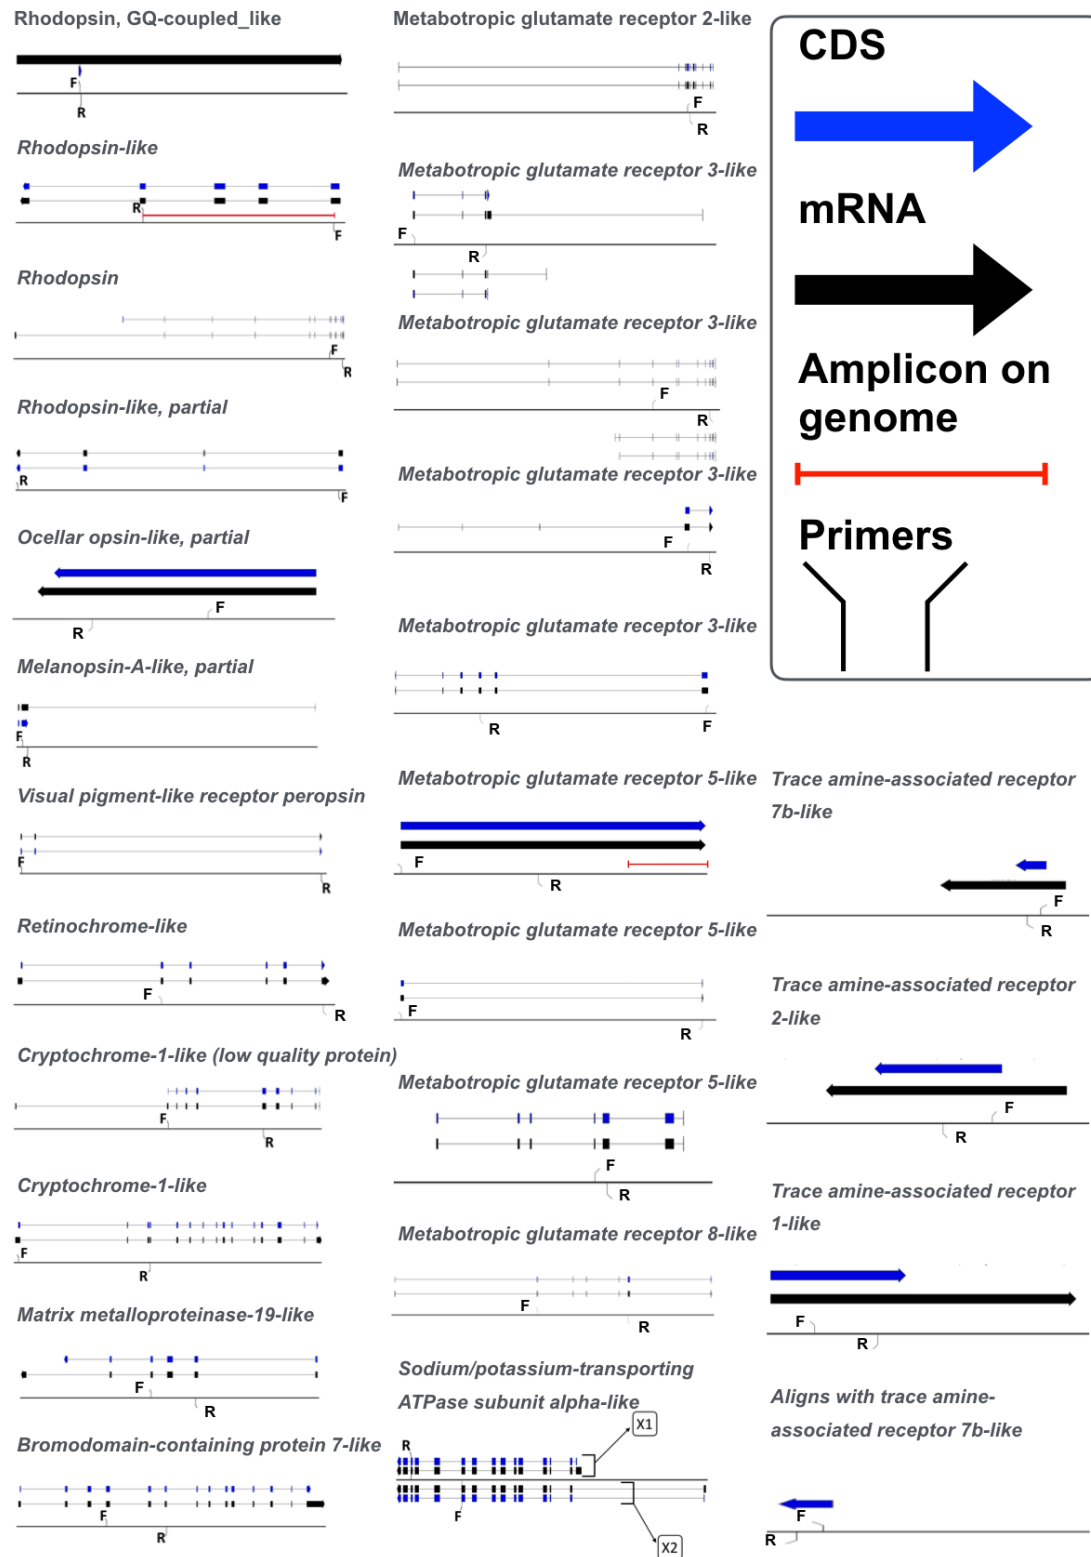 Rhodopsin, GQ-coupled_like
F
R
Rhodopsin-like
R
F
Rhodopsin
F
R
Rhodopsin-like, partial
R
F
Ocellar opsin-like, partial
F
R
Melanopsin-A-like, partial
F
R
Visual pigment-like receptor peropsin
F
R
Retinochrome-like
F
R
Cryptochrome-1-like (low quality protein)
F
R
Cryptochrome-1-like
F
R
Matrix metalloproteinase-19-like
F
R
Bromodomain-containing protein 7-like
F
R
Metabotropic glutamate receptor 2-like
F
R
Metabotropic glutamate receptor 3-like
F
R
Metabotropic glutamate receptor 3-like
F
R
Metabotropic glutamate receptor 3-like
F
R
Metabotropic glutamate receptor 3-like
R
F
Metabotropic glutamate receptor 5-like
F
R
Metabotropic glutamate receptor 5-like
F
R
Metabotropic glutamate receptor 5-like
F
R
Metabotropic glutamate receptor 8-like
F
R
Sodium/potassium-transporting
ATPase subunit alpha-like
X1
R
F
X2
CDS
mRNA
Amplicon on
genome
Primers
Trace amine-associated receptor
7b-like
F
R
Trace amine-associated receptor
2-like
F
R
Trace amine-associated receptor
1-like
F
R
Aligns with trace amine-
associated receptor 7b-like
F
R